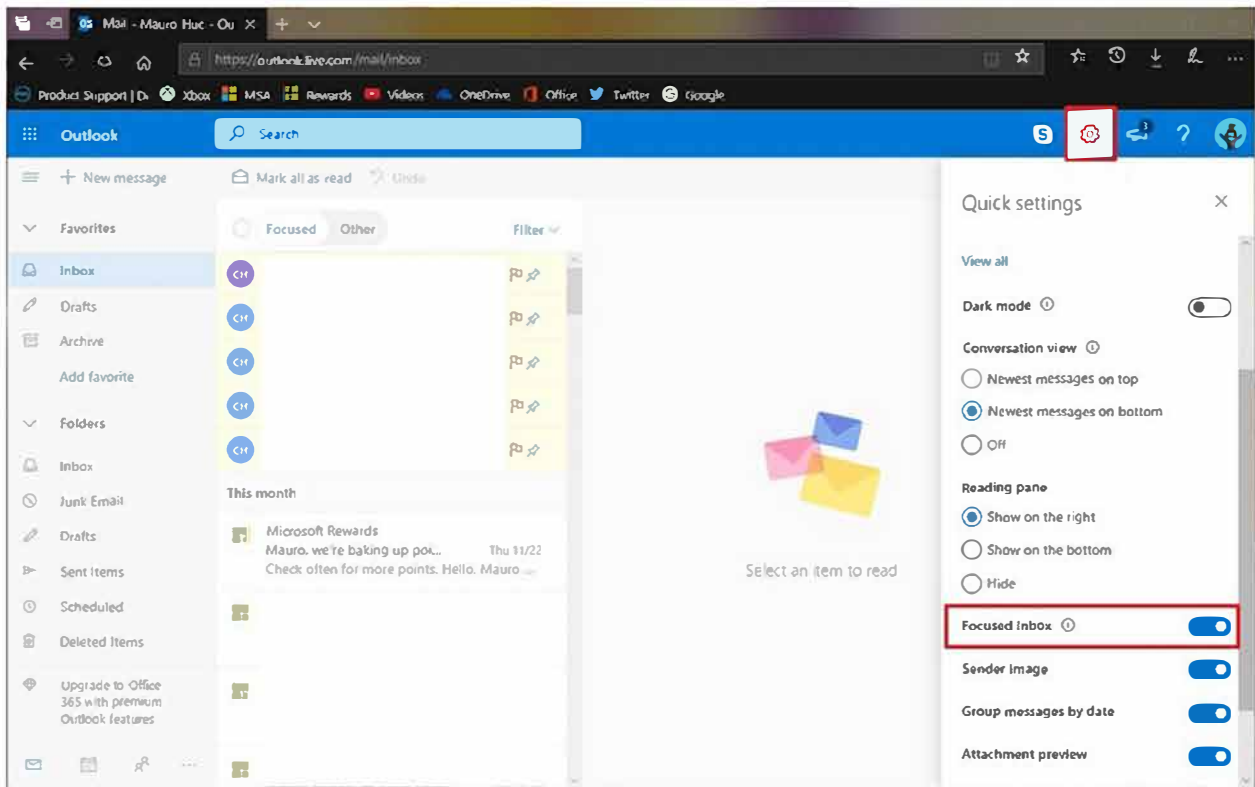 Mail - Mauro Huc - Ou
https://outlook.live.com/mail/inbox
Product Support | D
Xbox
MSA
Rewards
Videos
OneDrive
Office
Twitter
Google
Outlook
Search
S
3
?
New message
Mark all as read
Undo
Favorites
Inbox
Drafts
Archive
Add favorite
Folders
Inbox
Junk Email
Drafts
Sent Items
Scheduled
Deleted Items
Upgrade to Office
365 with premium
Outlook features
Focused
Other
Filter
CH
CH
CH
CH
CH
This month
Microsoft Rewards
Mauro, we're baking up poi...
Thu 11/22
Check often for more points. Hello, Mauro ...
Select an item to read
Quick settings
View all
Dark mode
Conversation view
Newest messages on top
Newest messages on bottom
Off
Reading pane
Show on the right
Show on the bottom
Hide
Focused Inbox
Sender image
Group messages by date
Attachment preview